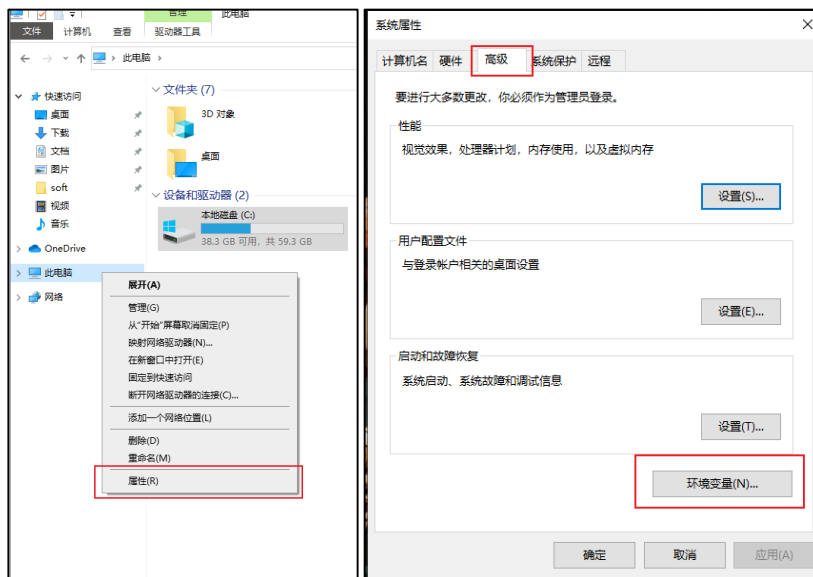 管理
此电脑
文件 计算机 查看 驱动器工具
此电脑
快速访问
桌面
下载
文档
图片
soft
视频
音乐
OneDrive
此电脑
网络
文件夹 (7)
3D 对象
桌面
设备和驱动器 (2)
本地磁盘 (C:)
38.3 GB 可用，共 59.3 GB
展开(A)
管理(G)
从"开始"屏幕取消固定(P)
映射网络驱动器(N)...
在新窗口中打开(E)
固定到快速访问
断开网络驱动器的连接(C)...
添加一个网络位置(L)
删除(D)
重命名(M)
属性(R)
系统属性
计算机名 硬件 高级 系统保护 远程
要进行大多数更改，你必须作为管理员登录。
性能
视觉效果，处理器计划，内存使用，以及虚拟内存
设置(S)...
用户配置文件
与登录帐户相关的桌面设置
设置(E)...
启动和故障恢复
系统启动、系统故障和调试信息
设置(T)...
环境变量(N)...
确定 取消 应用(A)